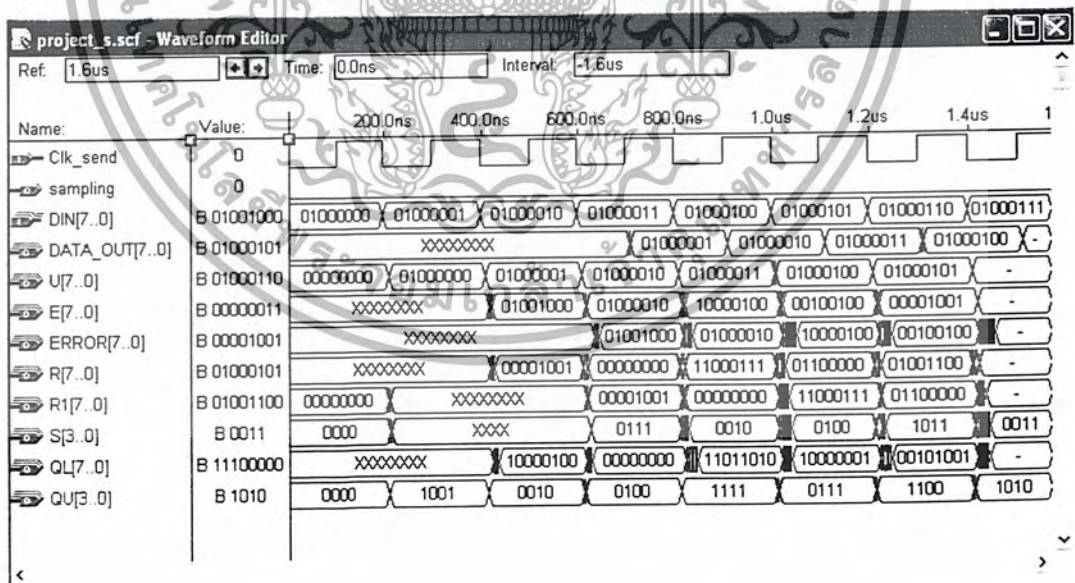 project_s.scf - Waveform Editor
Ref: 1.6us Time: 0.0ns Interval: -1.6us
Name: Value: 200.0ns 400.0ns 600.0ns 800.0ns 1.0us 1.2us 1.4us 1
Clk_send 0
sampling 0
DIN[7..0] B 01001000 01000000 01000001 01000010 01000011 01000100 01000101 01000110 01000111
DATA_OUT[7..0] B 01000101 XXXXXXXX 01000001 01000010 01000011 01000100 -
U[7..0] B 01000110 00000000 01000000 01000001 01000010 01000011 01000100 01000101 -
E[7..0] B 00000011 XXXXXXXX 01001000 01000010 10000100 00100100 00001001 -
ERROR[7..0] B 00001001 XXXXXXXX 01001000 01000010 10000100 00100100 -
R[7..0] B 01000101 XXXXXXXX 00001001 00000000 11000111 01100000 01001100 -
R1[7..0] B 01001100 00000000 XXXXXXXX 00001001 00000000 11000111 01100000 -
S[3..0] B 0011 0000 XXXX 0111 0010 0100 1011 0011
QL[7..0] B 11100000 XXXXXXXX 10000100 00000000 11011010 10000001 00101001 -
QU[3..0] B 1010 0000 1001 0010 0100 1111 0111 1100 1010